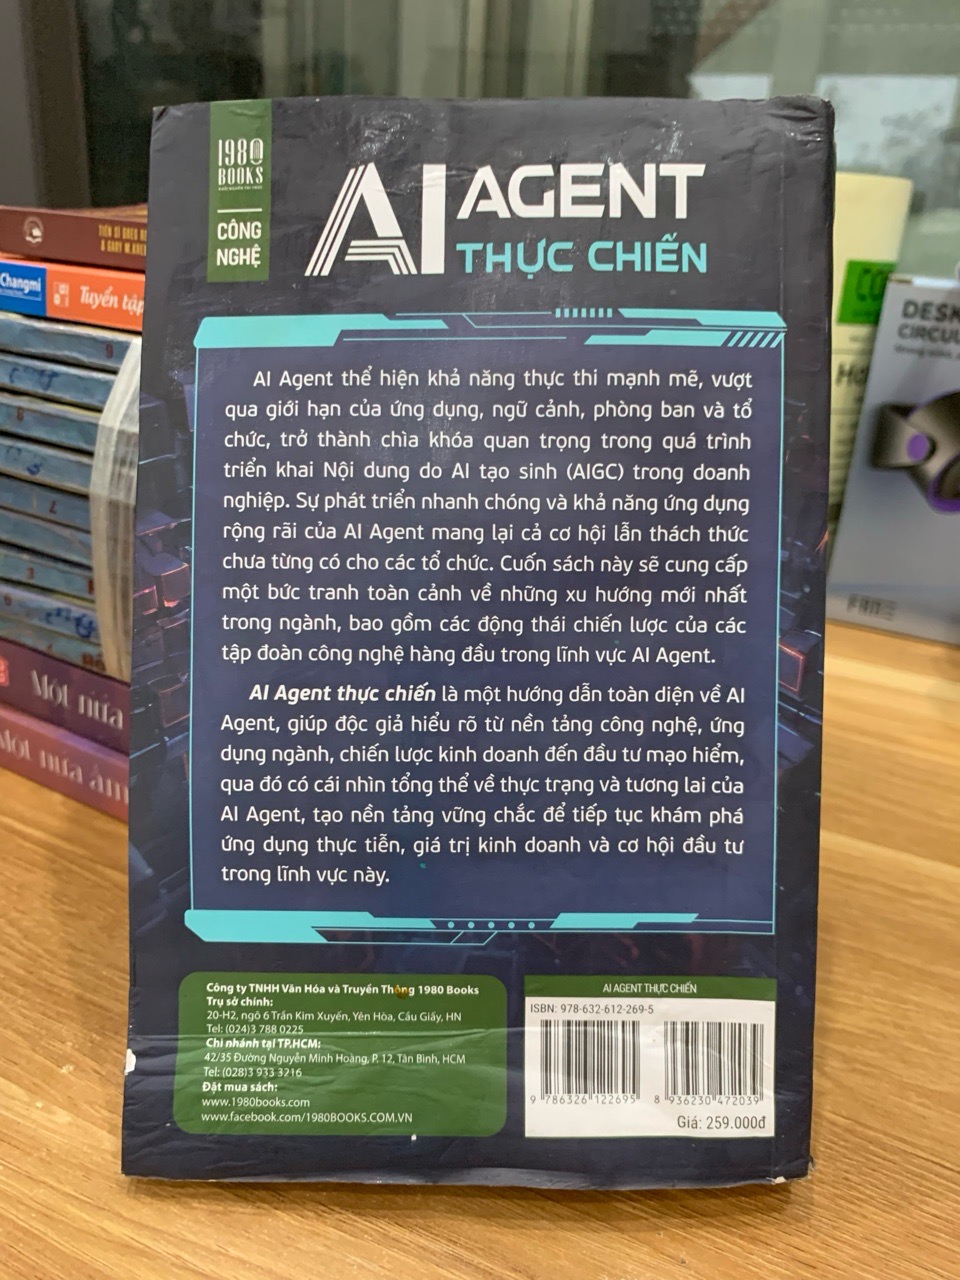 1980
BOOKS
CÔNG
NGHỆ
AI AGENT
THỰC CHIẾN
AI Agent thể hiện khả năng thực thi mạnh mẽ, vượt
qua giới hạn của ứng dụng, ngữ cảnh, phòng ban và tổ
chức, trở thành chìa khóa quan trọng trong quá trình
triển khai Nội dung do AI tạo sinh (AIGC) trong doanh
nghiệp. Sự phát triển nhanh chóng và khả năng ứng dụng
rộng rãi của AI Agent mang lại cả cơ hội lẫn thách thức
chưa từng có cho các tổ chức. Cuốn sách này sẽ cung cấp
một bức tranh toàn cảnh về những xu hướng mới nhất
trong ngành, bao gồm các động thái chiến lược của các
tập đoàn công nghệ hàng đầu trong lĩnh vực AI Agent.
AI Agent thực chiến là một hướng dẫn toàn diện về AI
Agent, giúp độc giả hiểu rõ từ nền tảng công nghệ, ứng
dụng ngành, chiến lược kinh doanh đến đầu tư mạo hiểm,
qua đó có cái nhìn tổng thể về thực trạng và tương lai của
AI Agent, tạo nền tảng vững chắc để tiếp tục khám phá
ứng dụng thực tiễn, giá trị kinh doanh và cơ hội đầu tư
trong lĩnh vực này.
Công ty TNHH Văn Hóa và Truyền Thông 1980 Books
Trụ sở chính:
20-H2, ngõ 6 Trần Kim Xuyến, Yên Hòa, Cầu Giấy, HN
Tel: (024)3 788 0225
Chi nhánh tại TP.HCM:
42/35 Đường Nguyễn Minh Hoàng, P. 12, Tân Bình, HCM
Tel: (028)3 933 3216
Đặt mua sách:
www.1980books.com
www.facebook.com/1980BOOKS.COM.VN
AI AGENT THỰC CHIẾN
ISBN: 978-632-612-269-5
9 786326 122695
8 936230 472039
Giá: 259.000đ
TIẾN SĨ GREG
& GARY M.
Changmi
Tuyển tập
Một nửa
Một nửa âm
DESK
CIRCUL